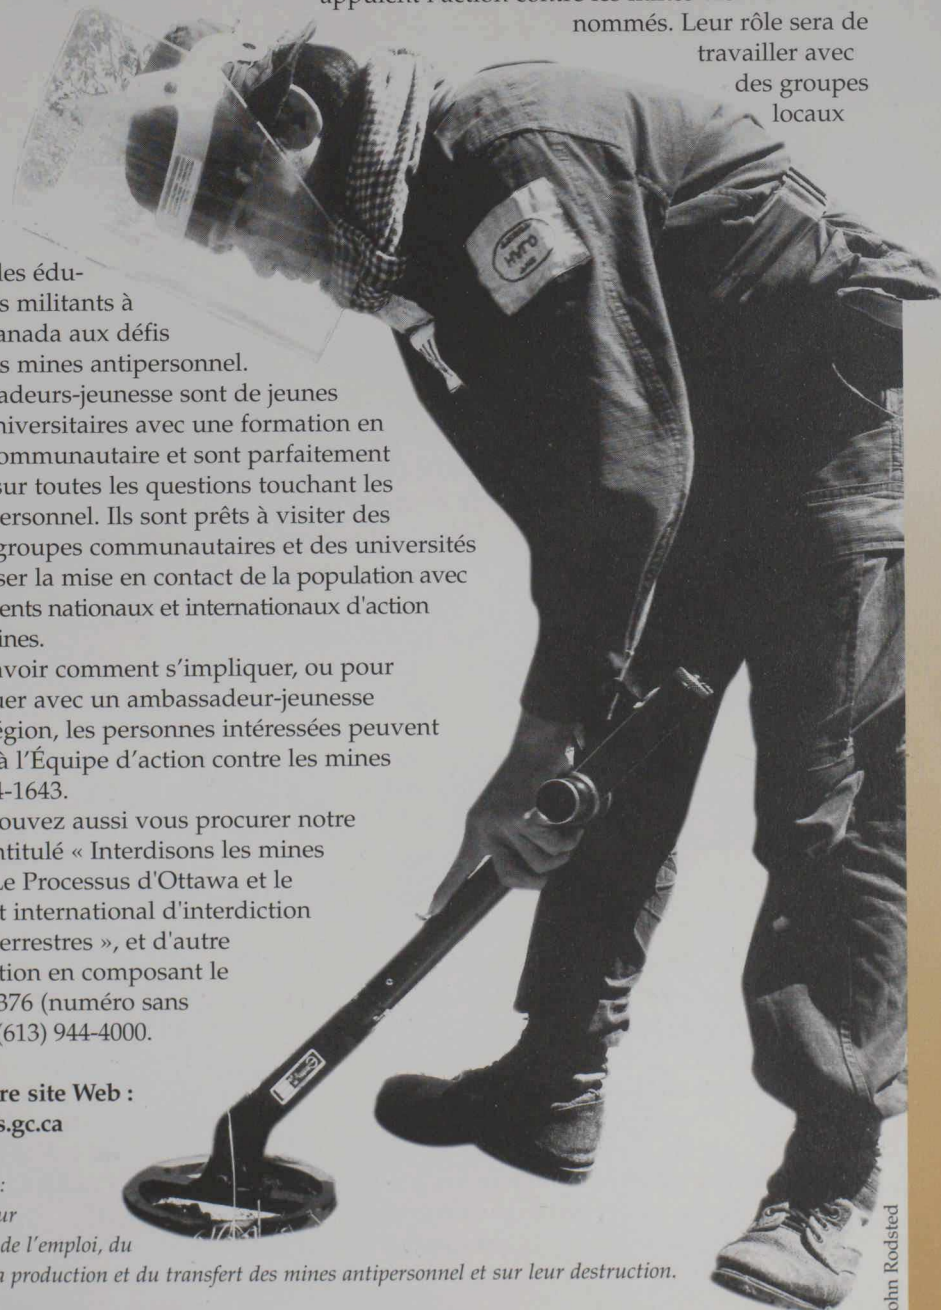 appuient l'action contre les mines
nommés. Leur rôle sera de
travailler avec
des groupes
locaux
les édu-
s militants à
anada aux défis
s mines antipersonnel.
adeurs-jeunesse sont de jeunes
niversitaires avec une formation en
ommunautaire et sont parfaitement
sur toutes les questions touchant les
ersonnel. Ils sont prêts à visiter des
groupes communautaires et des universités
ser la mise en contact de la population avec
ents nationaux et internationaux d'action
ines.
avoir comment s'impliquer, ou pour
uer avec un ambassadeur-jeunesse
égion, les personnes intéressées peuvent
à l'Équipe d'action contre les mines
4-1643.
ouvez aussi vous procurer notre
ntitulé « Interdisons les mines
Le Processus d'Ottawa et le
t international d'interdiction
errestres », et d'autre
tion en composant le
376 (numéro sans
(613) 944-4000.
re site Web :
s.gc.ca
:
ur
de l'emploi, du
a production et du transfert des mines antipersonnel et sur leur destruction.
ohn Rodsted